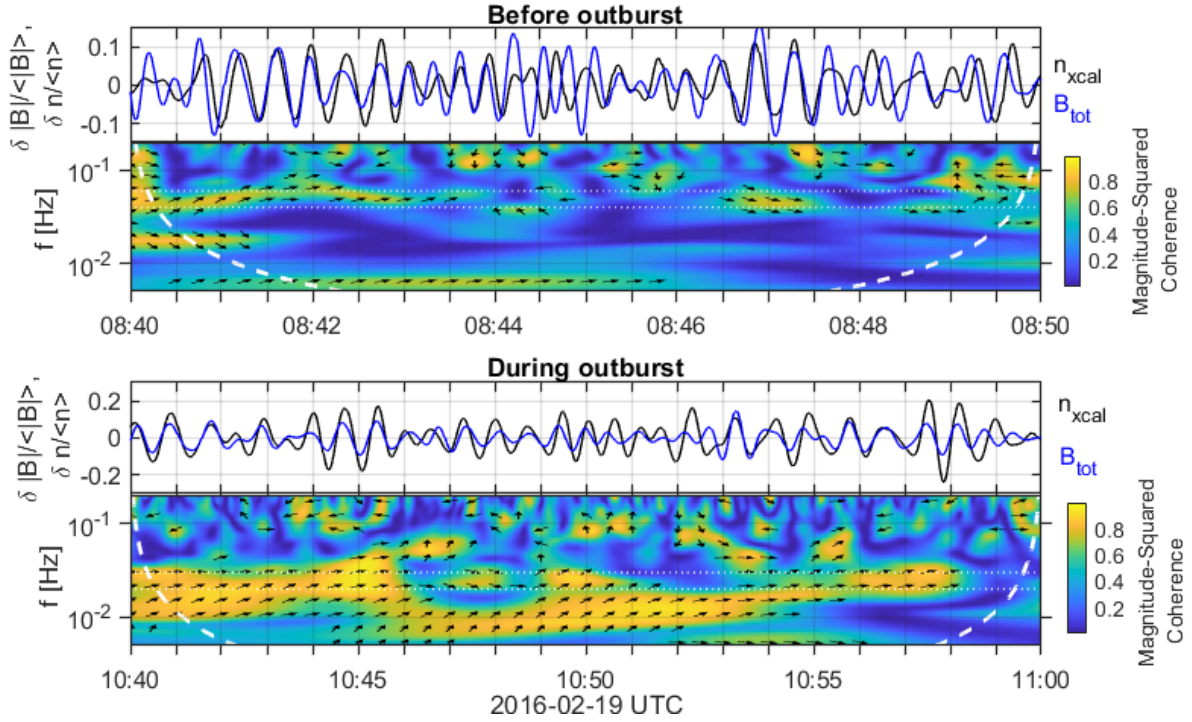 Before outburst
δ |B|/<|B|>,
δ n/<n>
0.1
0
-0.1
n_xcal
B_tot
f [Hz]
10^-1
10^-2
0.8
0.6
0.4
0.2
Magnitude-Squared
Coherence
08:40 08:42 08:44 08:46 08:48 08:50
During outburst
δ |B|/<|B|>,
δ n/<n>
0.2
0
-0.2
n_xcal
B_tot
f [Hz]
10^-1
10^-2
0.8
0.6
0.4
0.2
Magnitude-Squared
Coherence
10:40 10:45 10:50 10:55 11:00
2016-02-19 UTC